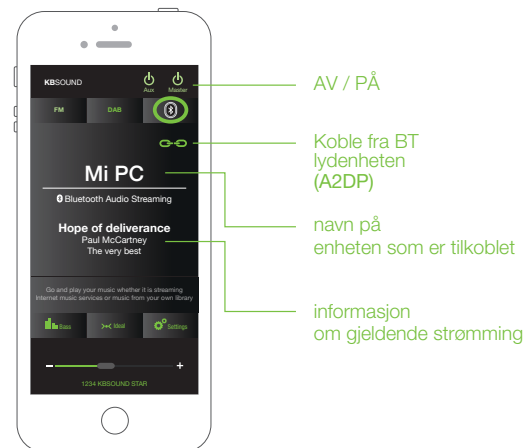 KBSOUND
Aux Master
FM DAB
Mi PC
Bluetooth Audio Streaming
Hope of deliverance
Paul McCartney
The very best
Go and play your music whether it is streaming
Internet music services or music from your own library
Bass Ideal Settings
- +
1234 KBSOUND STAR
AV / PÅ
Koble fra BT
lydenheten
(A2DP)
navn på
enheten som er tilkoblet
informasjon
om gjeldende strømming